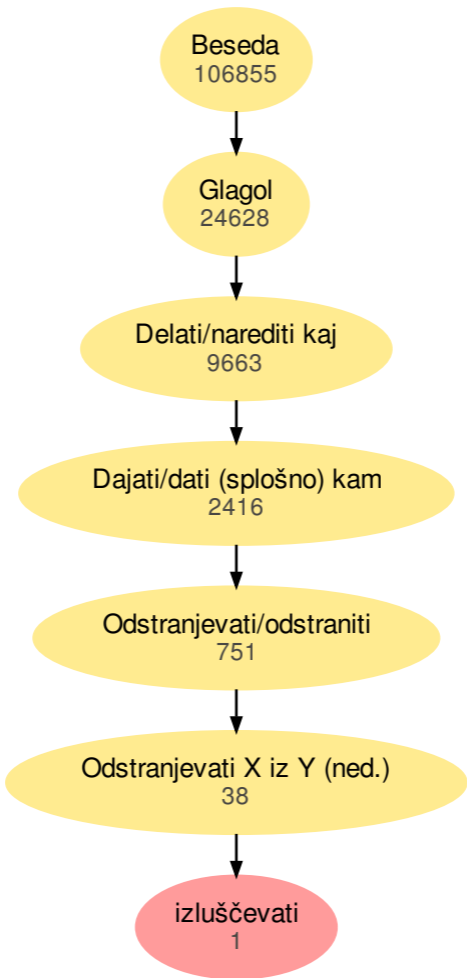 Beseda
106855
Glagol
24628
Delati/narediti kaj
9663
Dajati/dati (splošno) kam
2416
Odstranjevati/odstraniti
751
Odstranjevati X iz Y (ned.)
38
izluščevati
1